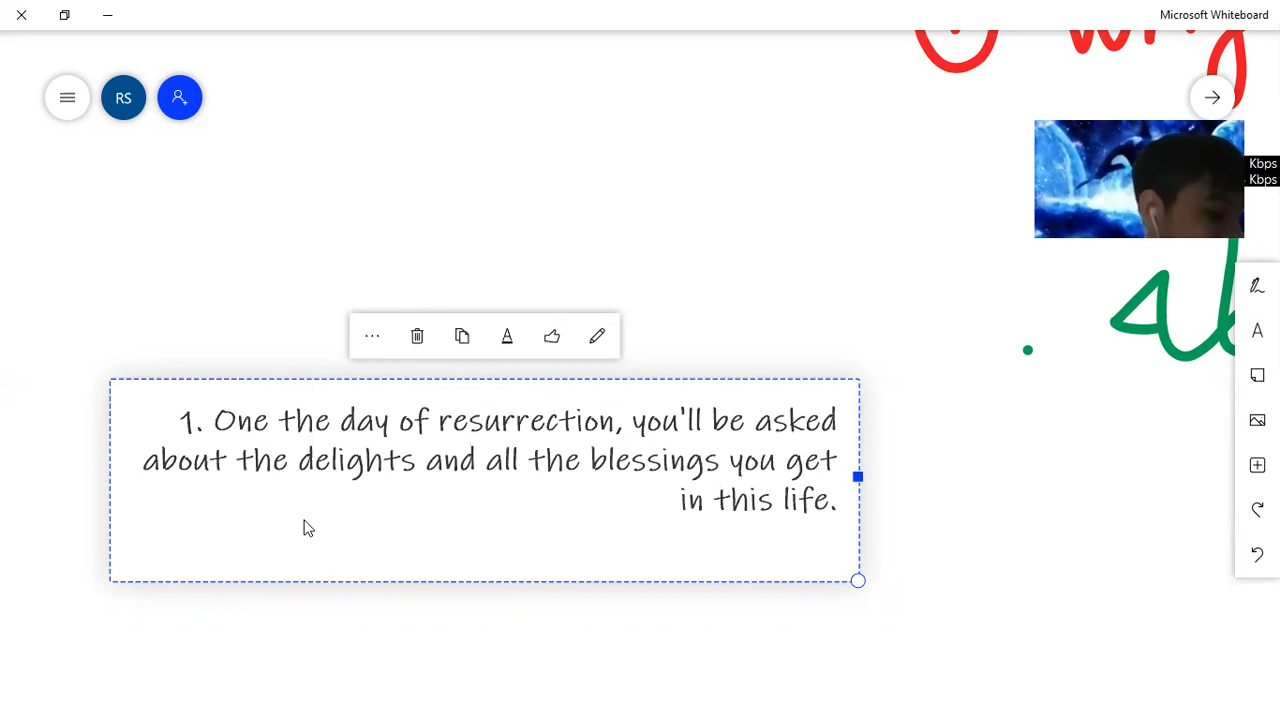 Microsoft Whiteboard
RS
Kbps
Kbps
1. One the day of resurrection, you'll be asked
about the delights and all the blessings you get
in this life.